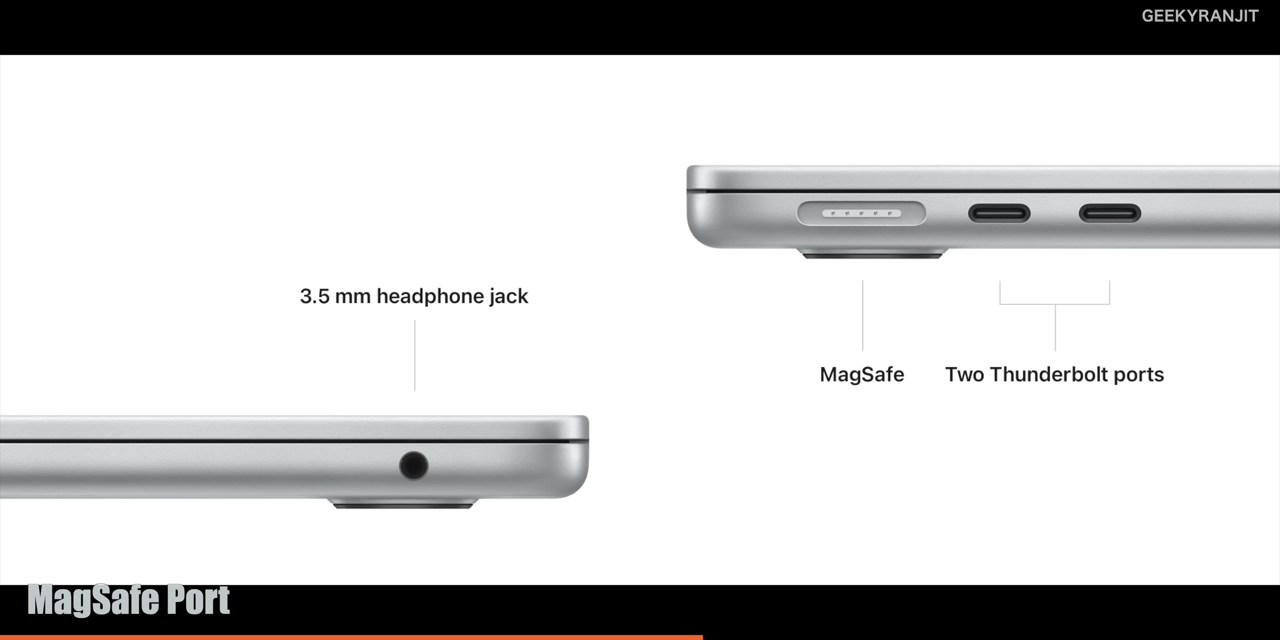 GEEKYRANJIT
3.5 mm headphone jack
MagSafe
Two Thunderbolt ports
MagSafe Port